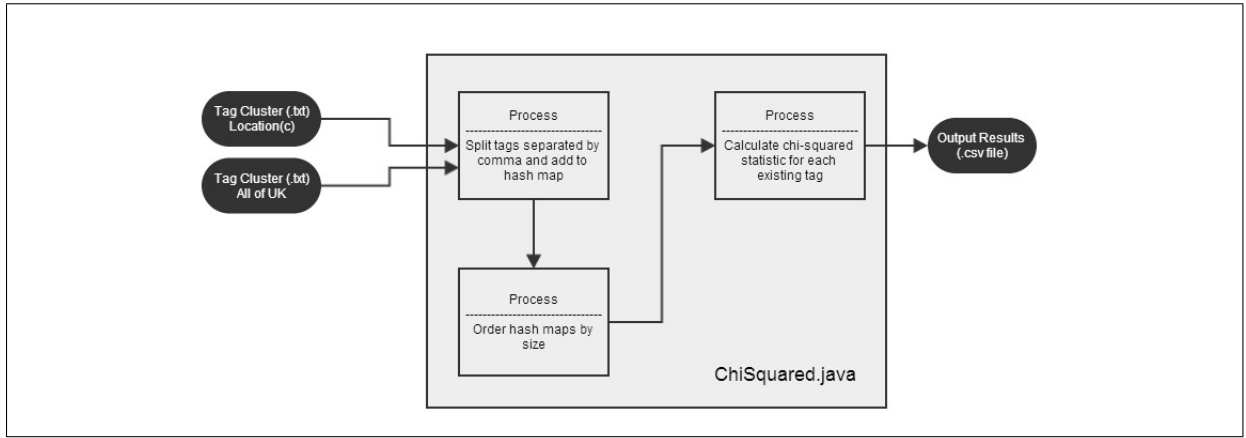 Tag Cluster (.txt)
Location(c)
Tag Cluster (.txt)
All of UK
Process
Split tags separated by
comma and add to
hash map
Process
Order hash maps by
size
Process
Calculate chi-squared
statistic for each
existing tag
Output Results
(.csv file)
ChiSquared.java